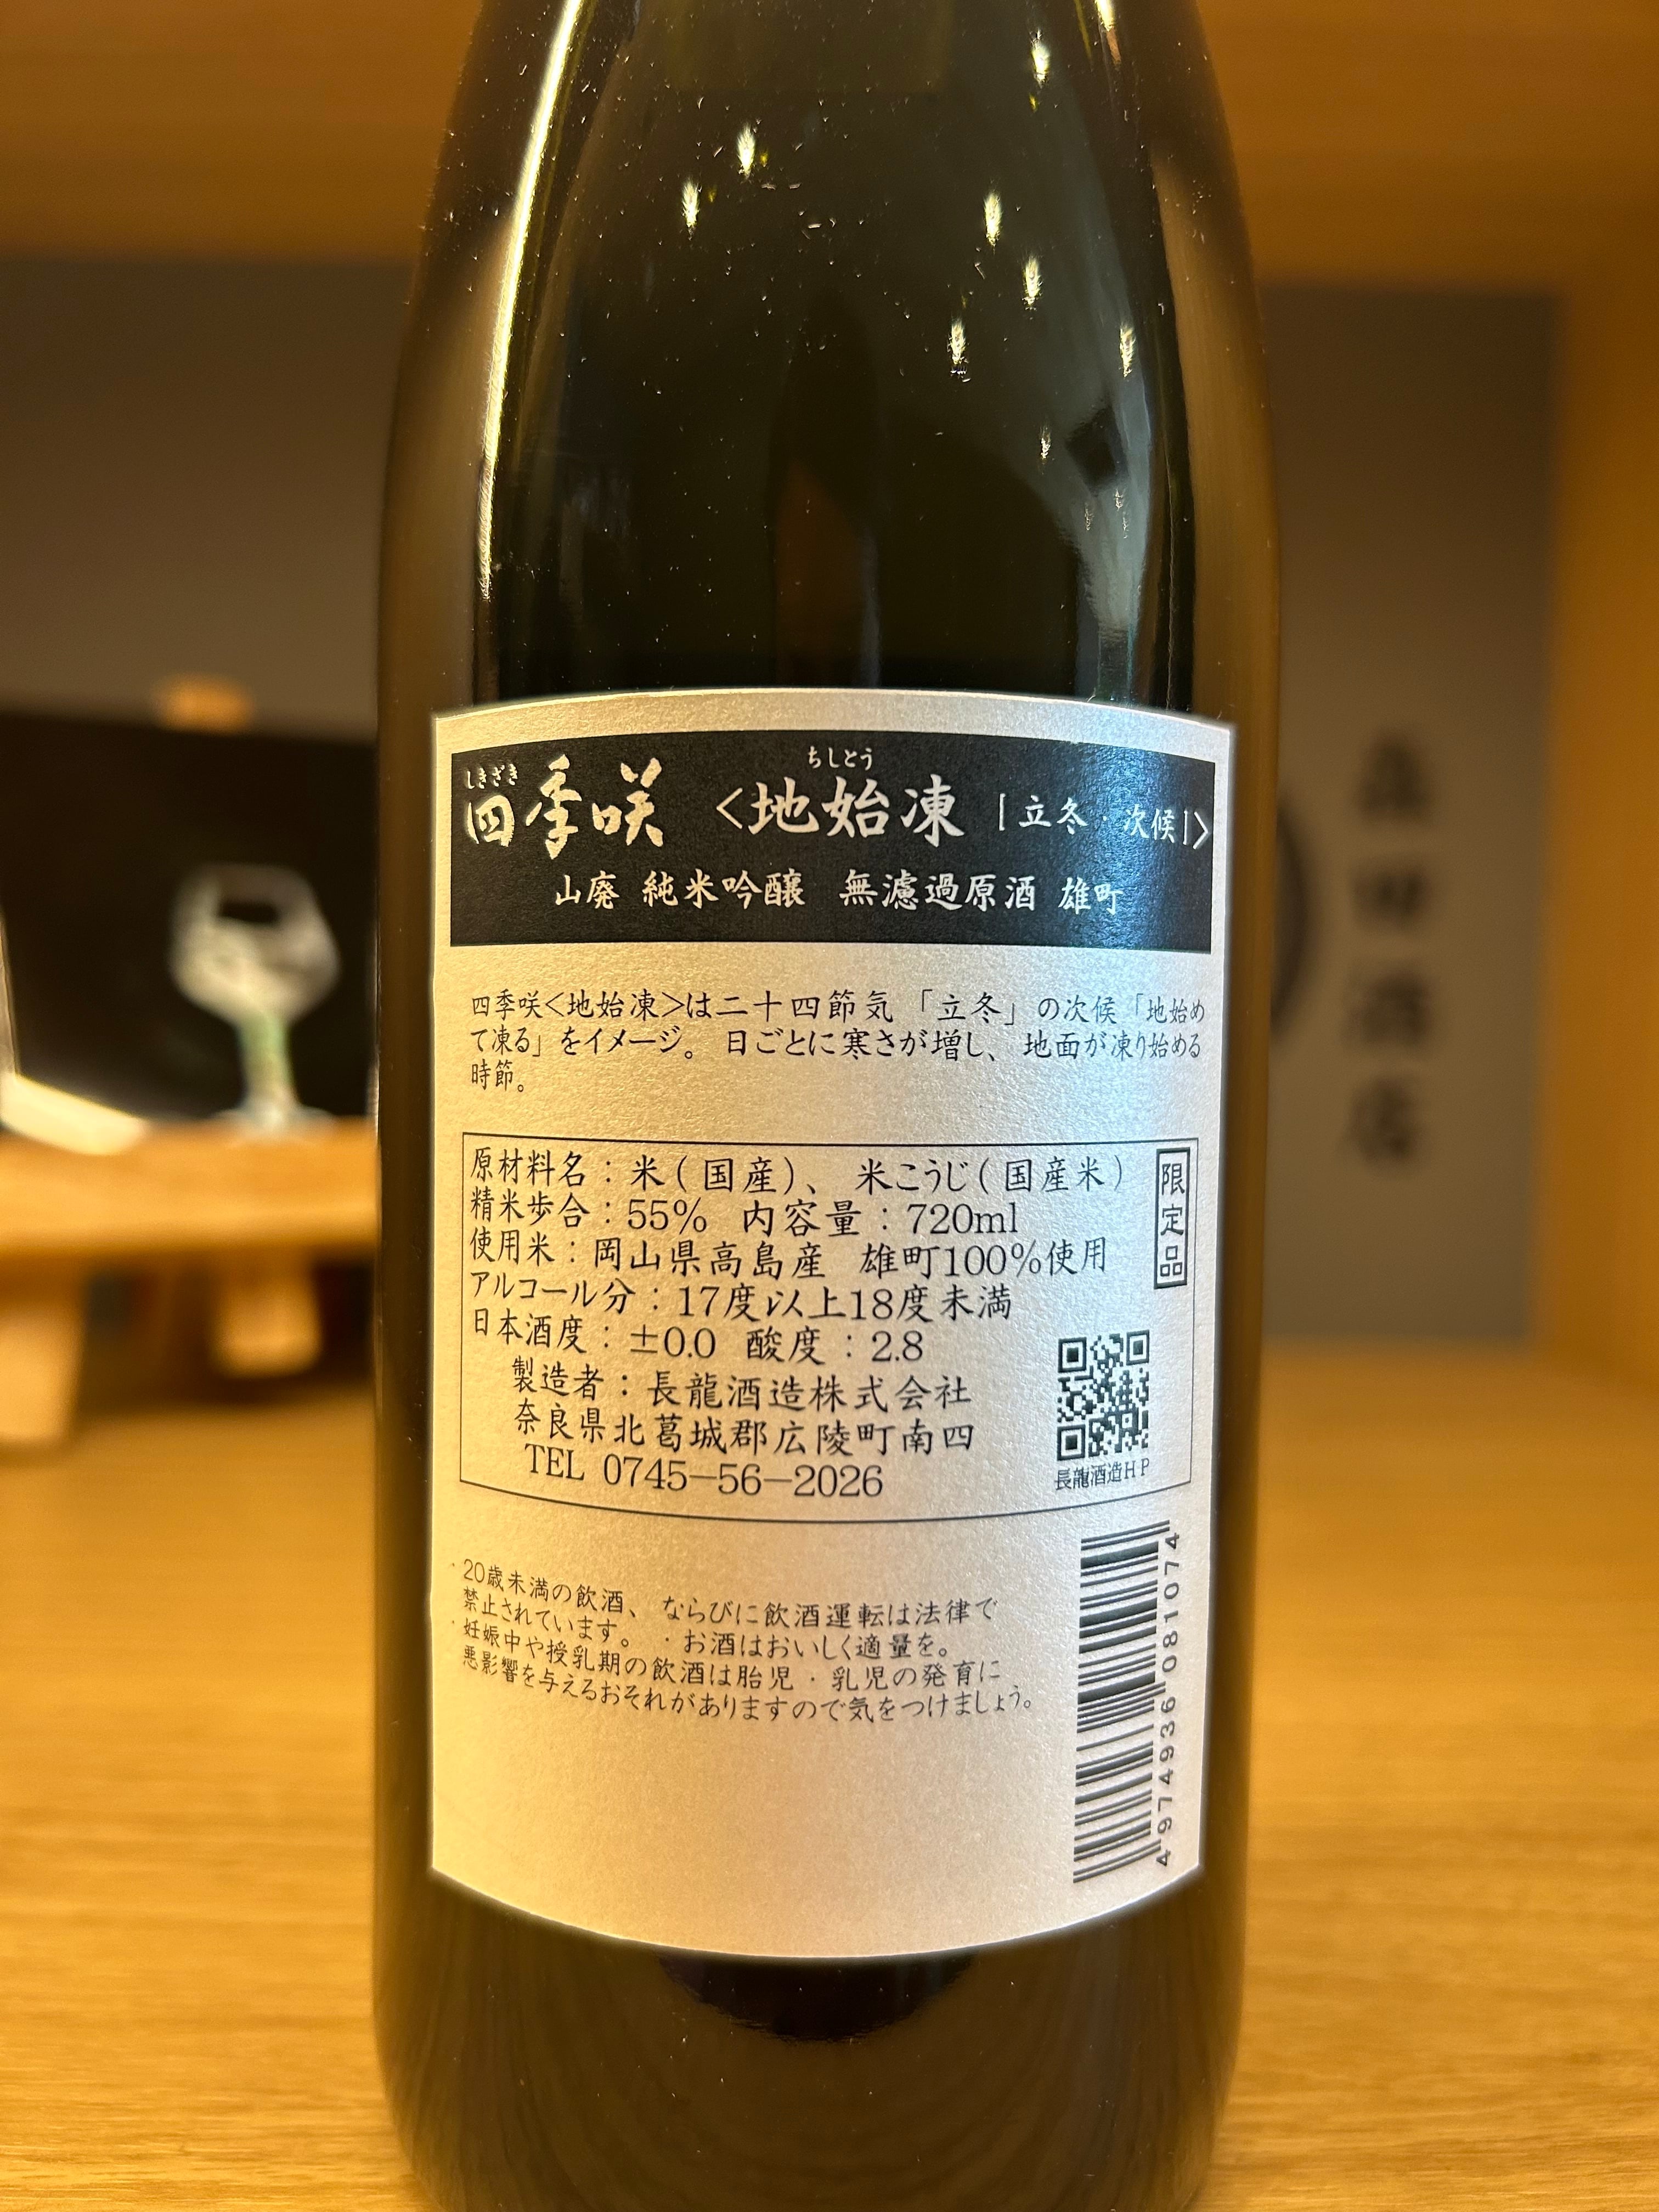 しきざき
四季咲
ちしとう
<地始凍[立冬・次候]>
山廃 純米吟醸 無濾過原酒 雄町
四季咲<地始凍>は二十四節気「立冬」の次候「地始め
て凍る」をイメージ。日ごとに寒さが増し、地面が凍り始める
時節。
原材料名：米(国産)、米こうじ(国産米)
限定品
精米歩合：55% 内容量：720ml
使用米：岡山県高島産 雄町100%使用
アルコール分：17度以上18度未満
日本酒度：±0.0 酸度：2.8
製造者：長龍酒造株式会社
奈良県北葛城郡広陵町南四
TEL 0745-56-2026
長龍酒造HP
・20歳未満の飲酒、ならびに飲酒運転は法律で
禁止されています。・お酒はおいしく適量を。
・妊娠中や授乳期の飲酒は胎児・乳児の発育に
悪影響を与えるおそれがありますので気をつけましょう。
4974936081074